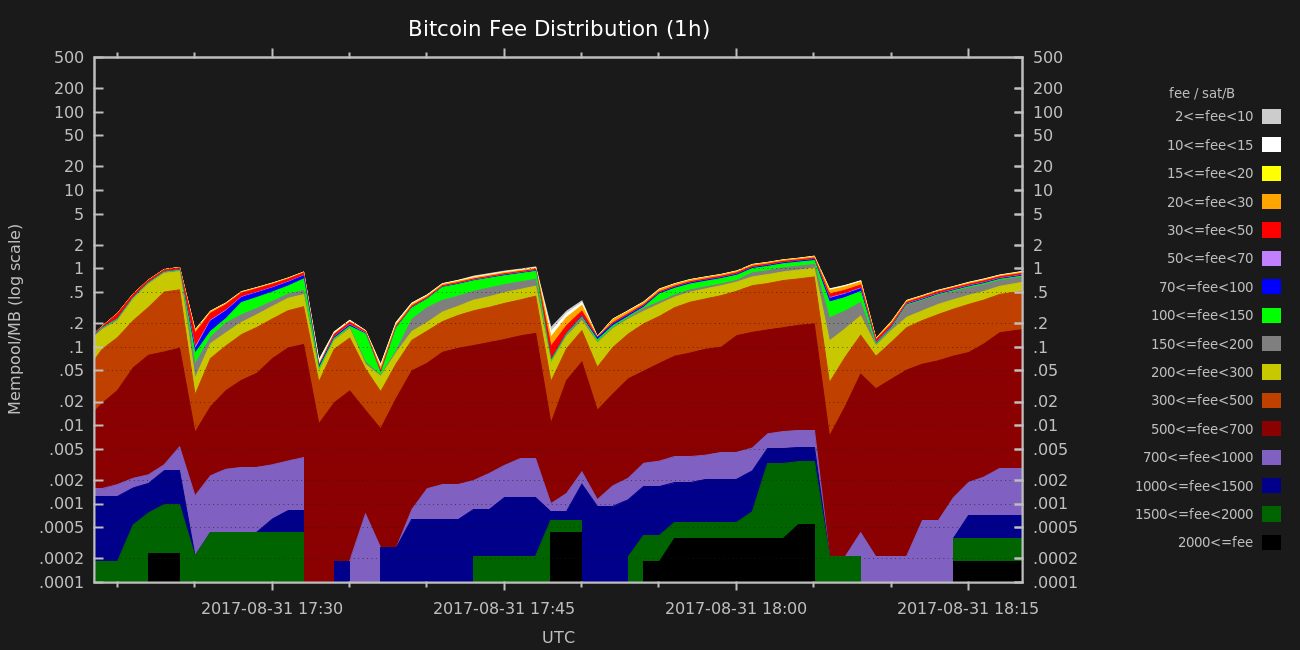 Bitcoin Fee Distribution (1h)
Mempool/MB (log scale)
500
200
100
50
20
10
5
2
1
.5
.2
.1
.05
.02
.01
.005
.002
.001
.0005
.0002
.0001
500
200
100
50
20
10
5
2
1
.5
.2
.1
.05
.02
.01
.005
.002
.001
.0005
.0002
.0001
2017-08-31 17:30
2017-08-31 17:45
2017-08-31 18:00
2017-08-31 18:15
UTC
fee / sat/B
2<=fee<10
10<=fee<15
15<=fee<20
20<=fee<30
30<=fee<50
50<=fee<70
70<=fee<100
100<=fee<150
150<=fee<200
200<=fee<300
300<=fee<500
500<=fee<700
700<=fee<1000
1000<=fee<1500
1500<=fee<2000
2000<=fee